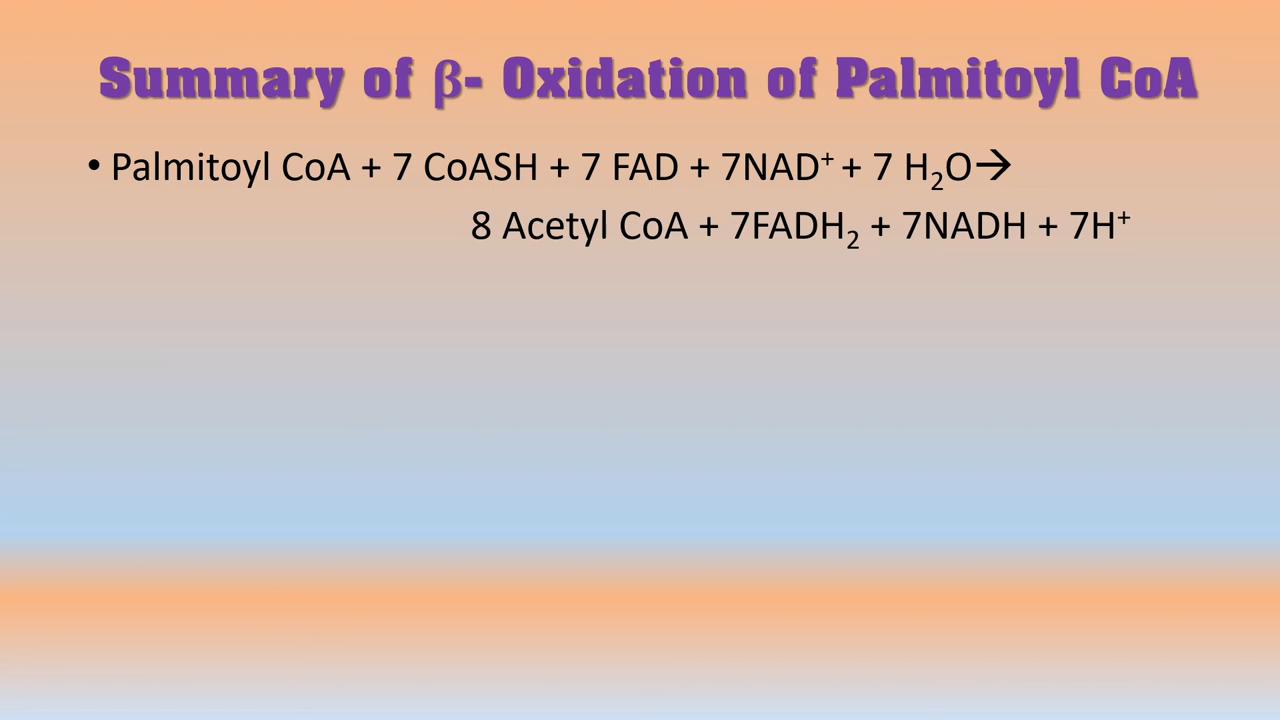 Summary of β- Oxidation of Palmitoyl CoA
• Palmitoyl CoA + 7 CoASH + 7 FAD + 7NAD⁺ + 7 H₂O→
8 Acetyl CoA + 7FADH₂ + 7NADH + 7H⁺